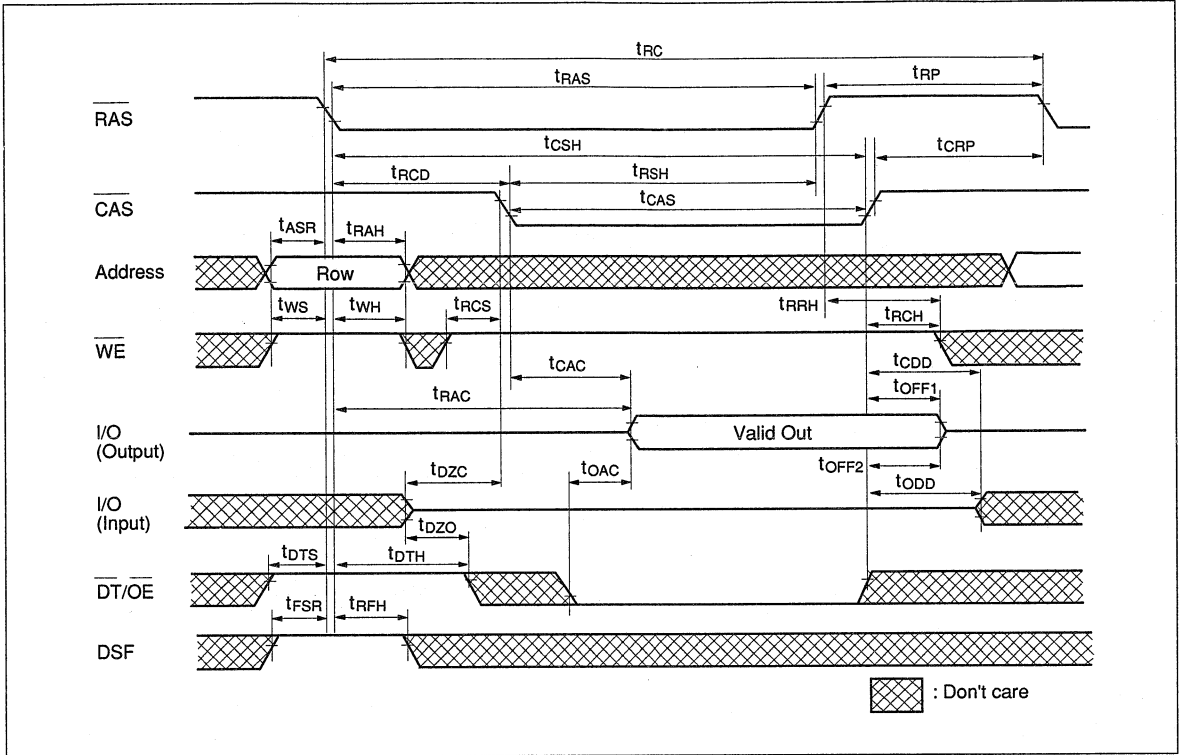 tRC
tRAS
tRP
RAS
tCSH
tCRP
tRCD
tRSH
CAS
tCAS
tASR
tRAH
Address
Row
tWS
tWH
tRCS
tRRH
tRCH
WE
tCAC
tCDD
tRAC
tOFF1
I/O
(Output)
Valid Out
tDZC
tOAC
tOFF2
tODD
I/O
(Input)
tDZO
tDTS
tDTH
DT/OE
tFSR
tRFH
DSF
: Don't care